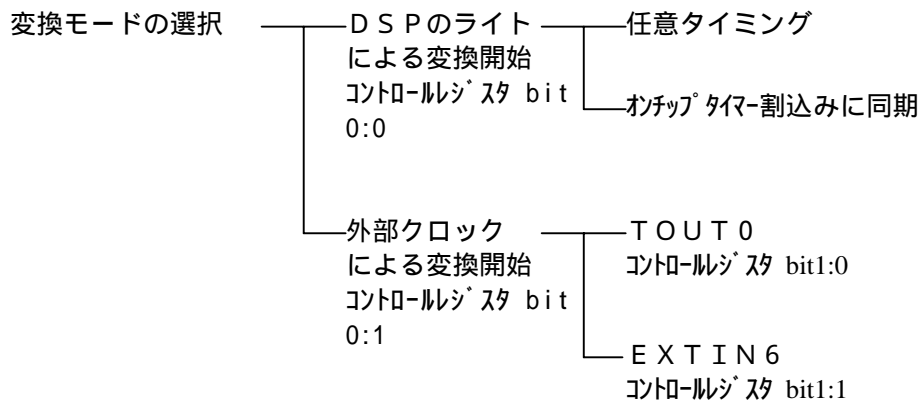 変換モードの選択
ＤＳＰのライト
による変換開始
ｺﾝﾄﾛｰﾙﾚｼﾞｽﾀ bit
0:0
任意タイミング
ｵﾝﾁｯﾌﾟﾀｲﾏｰ割込みに同期
外部クロック
による変換開始
ｺﾝﾄﾛｰﾙﾚｼﾞｽﾀ bit
0:1
ＴＯＵＴ０
ｺﾝﾄﾛｰﾙﾚｼﾞｽﾀ bit1:0
ＥＸＴＩＮ６
ｺﾝﾄﾛｰﾙﾚｼﾞｽﾀ bit1:1